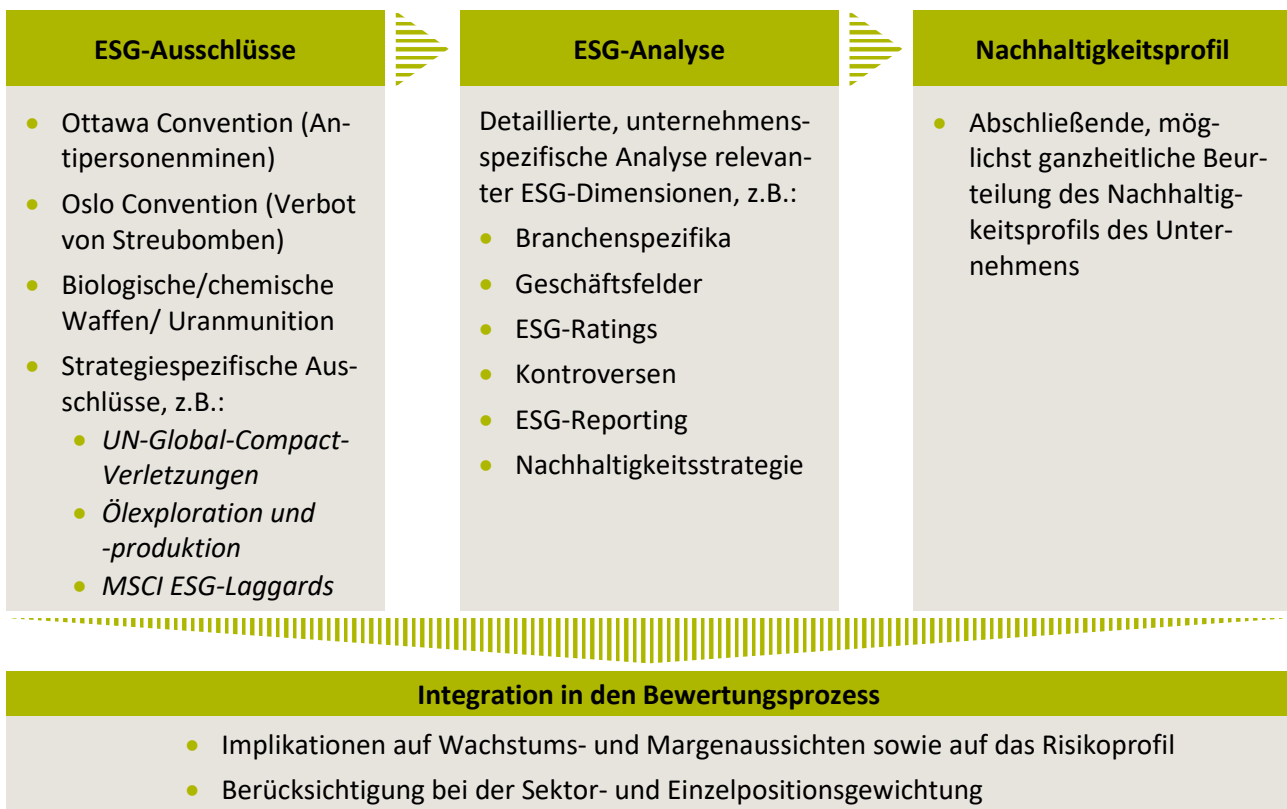 ESG-Ausschlüsse
Ottawa Convention (An-
tipersonenminen)
Oslo Convention (Verbot
von Streubomben)
Biologische/chemische
Waffen/ Uranmunition
Strategiespezifische Aus-
schlüsse, z.B.:
UN-Global-Compact-
Verletzungen
Ölexploration und
-produktion
MSCI ESG-Laggards
ESG-Analyse
Detaillierte, unternehmens-
spezifische Analyse relevan-
ter ESG-Dimensionen, z.B.:
Branchenspezifika
Geschäftsfelder
ESG-Ratings
Kontroversen
ESG-Reporting
Nachhaltigkeitsstrategie
Nachhaltigkeitsprofil
Abschließende, mög-
lichst ganzheitliche Beur-
teilung des Nachhaltig-
keitsprofils des Unter-
nehmens
Integration in den Bewertungsprozess
Implikationen auf Wachstums- und Margenaussichten sowie auf das Risikoprofil
Berücksichtigung bei der Sektor- und Einzelpositionsgewichtung